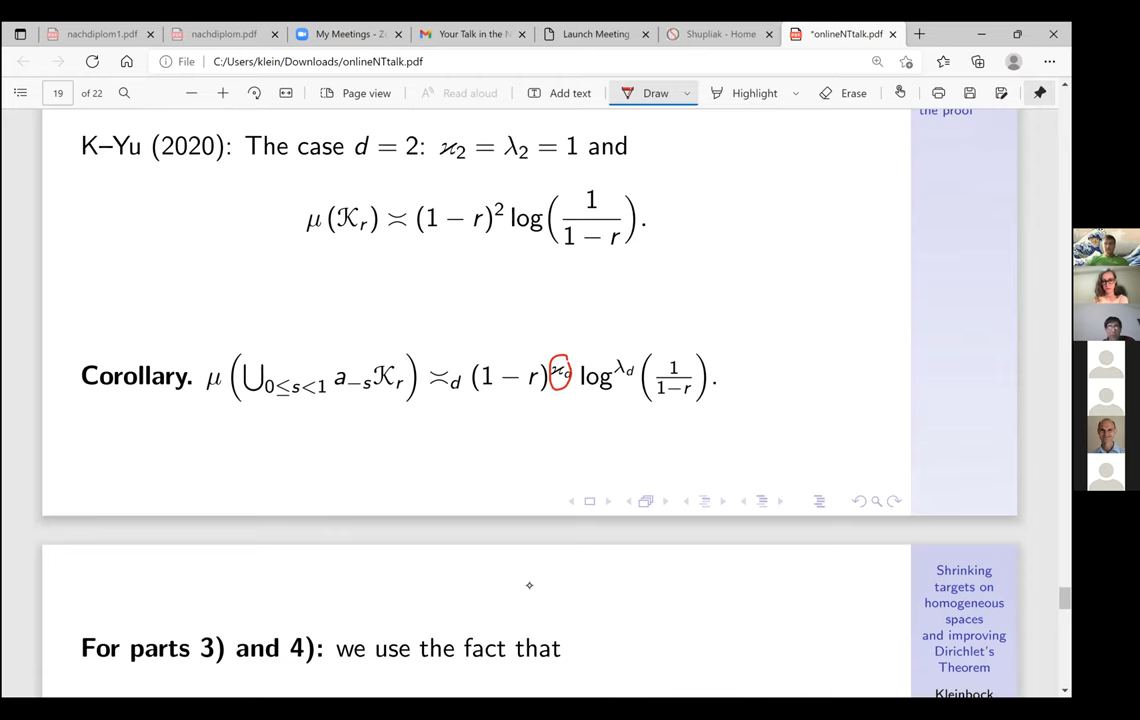 nachdiplom1.pdf
nachdiplom.pdf
My Meetings - Z
Your Talk in the N
Launch Meeting
Shupliak - Home
*onlineNTtalk.pdf
File C:/Users/klein/Downloads/onlineNTtalk.pdf
19 of 22
Page view
Read aloud
Add text
Draw
Highlight
Erase
the proof
K–Yu (2020): The case d = 2: ϰ₂ = λ₂ = 1 and
μ(𝒦ᵣ) ≍ (1 − r)² log(1/(1 − r)).
Corollary. μ(⋃_{0≤s<1} a_{−s}𝒦ᵣ) ≍_d (1 − r)^{ϰ_d} log^{λ_d}(1/(1−r)).
Shrinking
targets on
homogeneous
spaces
and improving
Dirichlet's
Theorem
Kleinbock
For parts 3) and 4): we use the fact that